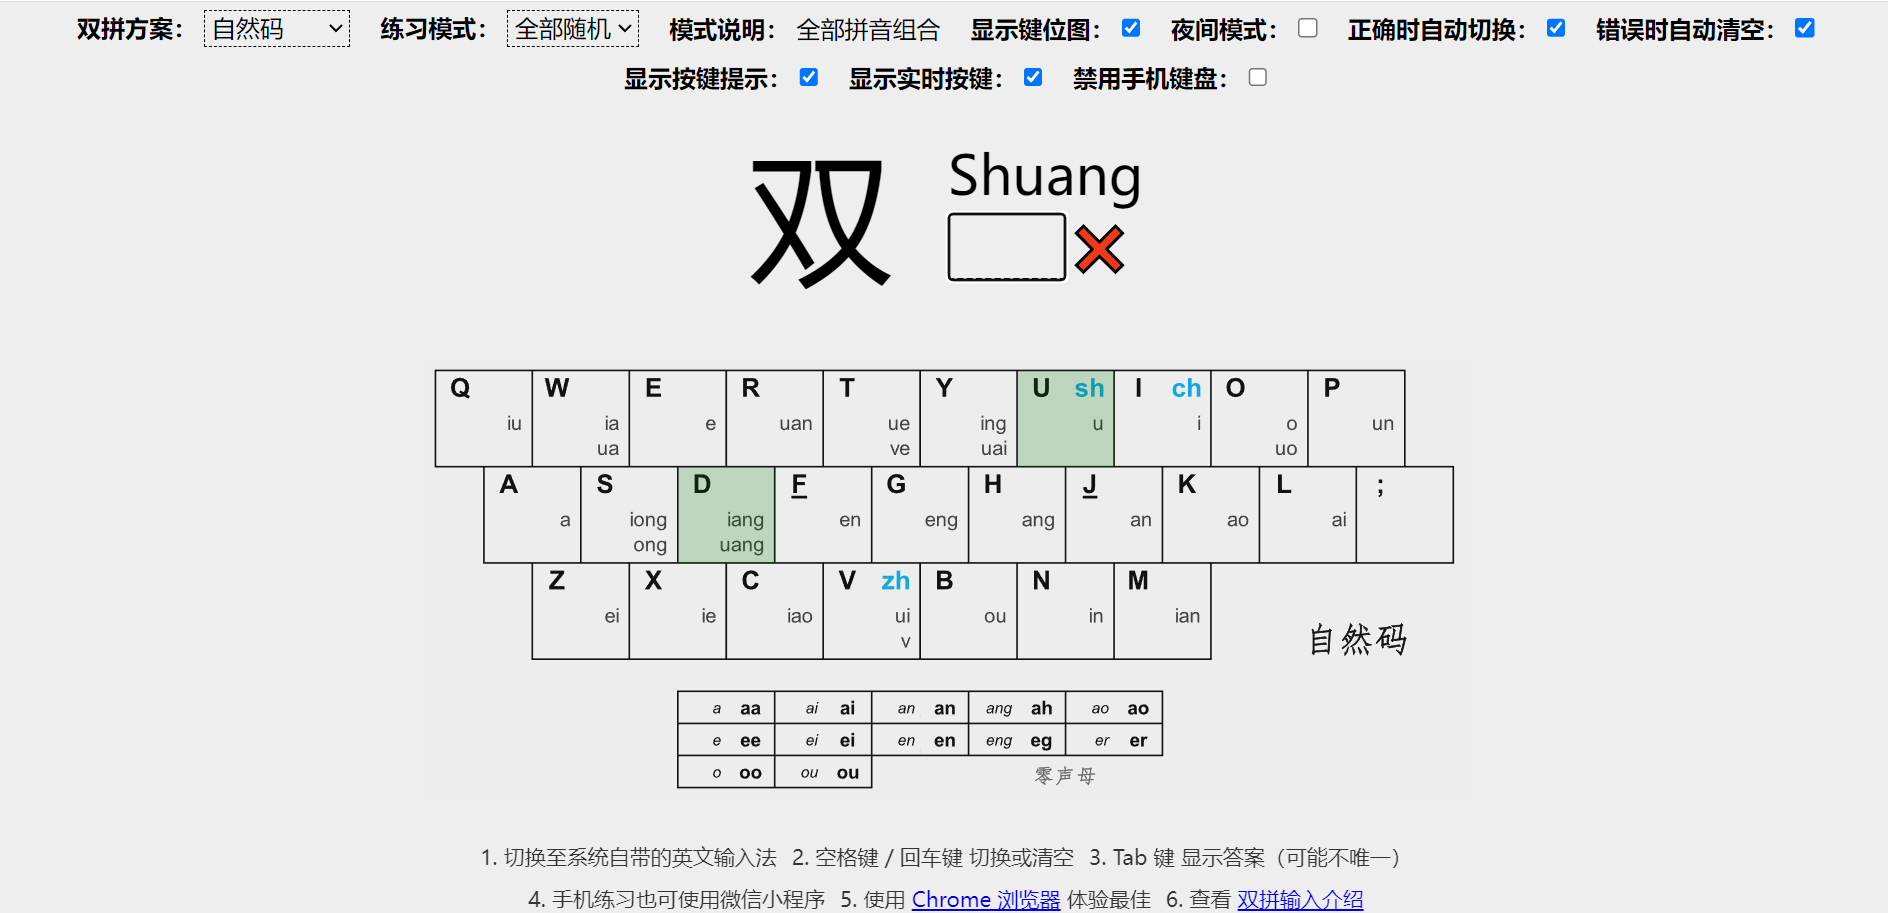 双拼方案： 自然码 练习模式： 全部随机 模式说明： 全部拼音组合 显示键位图： 夜间模式： 正确时自动切换： 错误时自动清空：
显示按键提示： 显示实时按键： 禁用手机键盘：
双 Shuang
Q W E R T Y U sh I ch O P
iu ia e uan ue ing u i o un
ua ve uai uo
A S D F G H J K L ;
a iong iang en eng ang an ao ai
ong uang
Z X C V zh B N M
ei ie iao ui ou in ian
v
自然码
a aa ai ai an an ang ah ao ao
e ee ei ei en en eng eg er er
o oo ou ou 零声母
1. 切换至系统自带的英文输入法 2. 空格键 / 回车键 切换或清空 3. Tab 键 显示答案（可能不唯一）
4. 手机练习也可使用微信小程序 5. 使用 Chrome 浏览器 体验最佳 6. 查看 双拼输入介绍